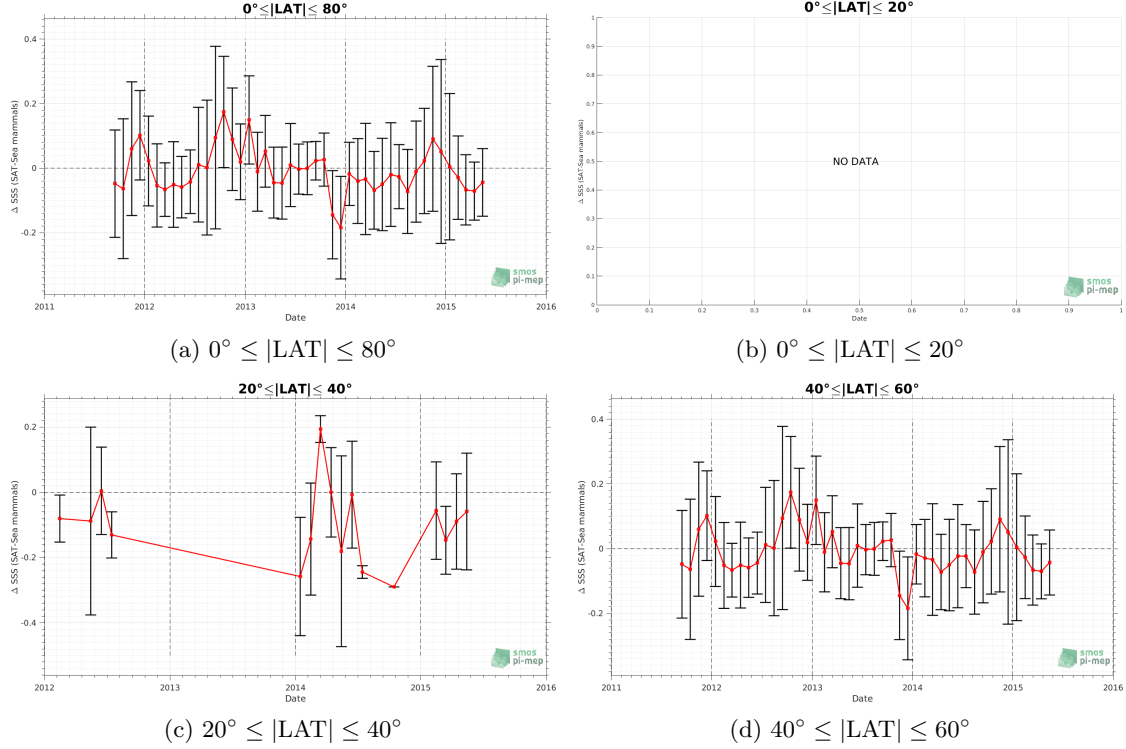 0°≤|LAT|≤ 80°
Δ SSS (SAT-Sea mammals)
0.4
0.2
0
-0.2
2011
2012
2013
2014
2015
2016
Date
smos
pi-mep
(a) 0° ≤ |LAT| ≤ 80°
0°≤|LAT|≤ 20°
Δ SSS (SAT-Sea mammals)
1
0.9
0.8
0.7
0.6
0.5
0.4
0.3
0.2
0.1
0
NO DATA
0
0.1
0.2
0.3
0.4
0.5
0.6
0.7
0.8
0.9
1
Date
smos
pi-mep
(b) 0° ≤ |LAT| ≤ 20°
20°≤|LAT|≤ 40°
Δ SSS (SAT-Sea mammals)
0.2
0
-0.2
-0.4
2012
2013
2014
2015
2016
Date
smos
pi-mep
(c) 20° ≤ |LAT| ≤ 40°
40°≤|LAT|≤ 60°
Δ SSS (SAT-Sea mammals)
0.4
0.2
0
-0.2
2011
2012
2013
2014
2015
2016
Date
smos
pi-mep
(d) 40° ≤ |LAT| ≤ 60°